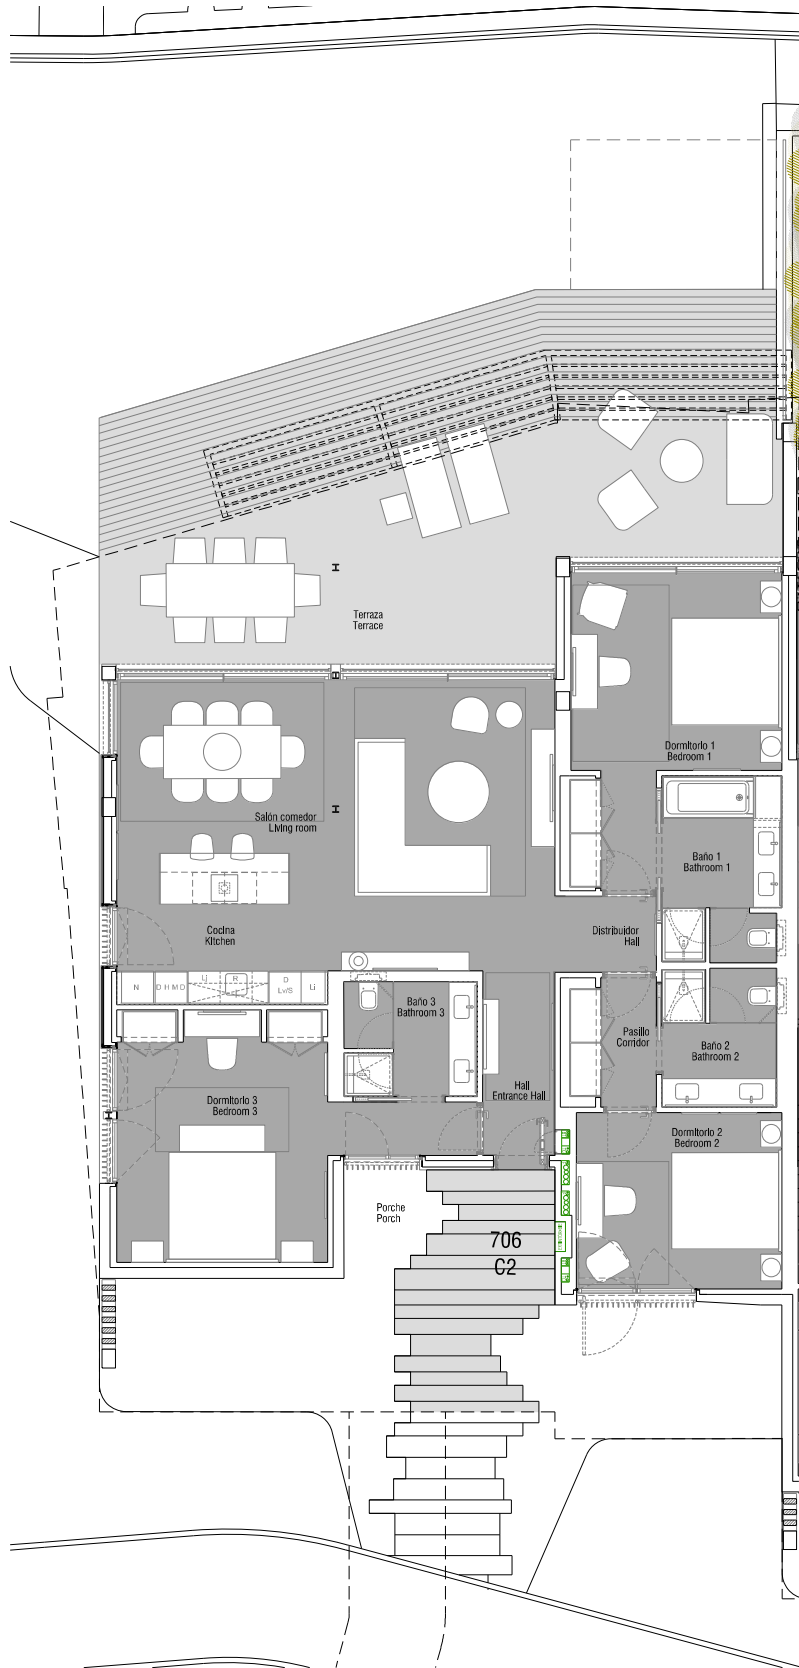 Terraza
Terrace
Dormitorio 1
Bedroom 1
Salón comedor
Living room
Baño 1
Bathroom 1
Cocina
Kitchen
Distribuidor
Hall
N
D H M D
Li
R
D
Lv/S
Li
Baño 3
Bathroom 3
Pasillo
Corridor
Baño 2
Bathroom 2
Hall
Entrance Hall
Dormitorio 3
Bedroom 3
Dormitorio 2
Bedroom 2
Porche
Porch
706
C2